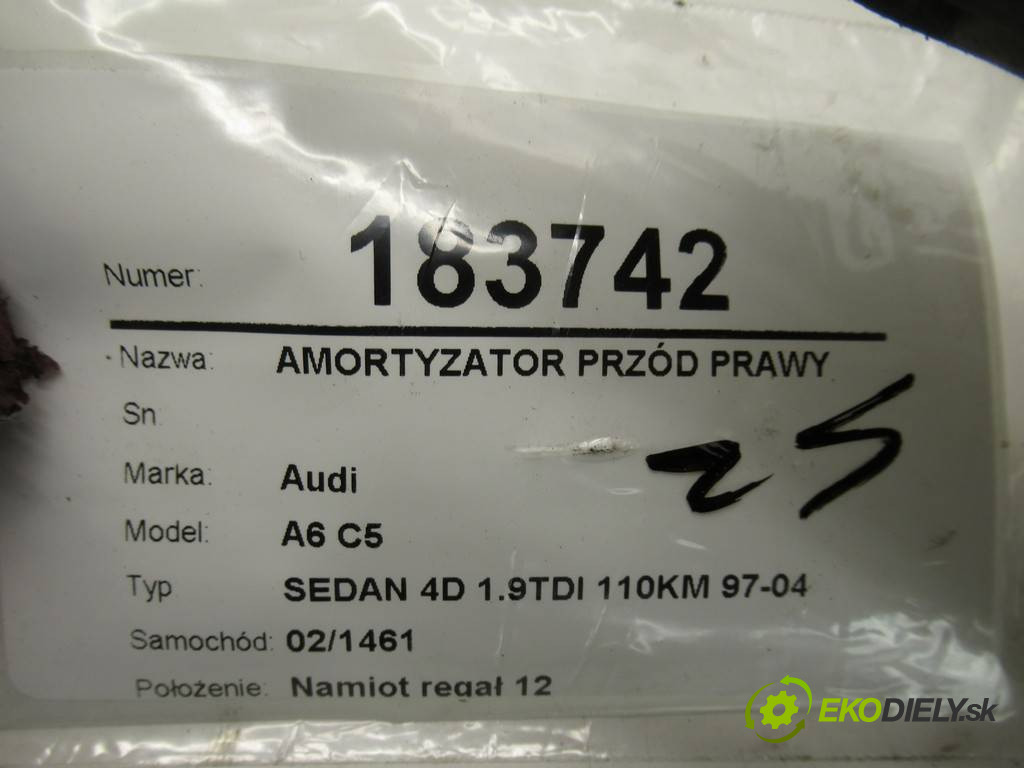 Numer: 183742
Nazwa: AMORTYZATOR PRZÓD PRAWY
Sn
Marka: Audi
Model: A6 C5
Typ SEDAN 4D 1.9TDI 110KM 97-04
Samochód: 02/1461
Położenie: Namiot regał 12
EKODIELY.sk